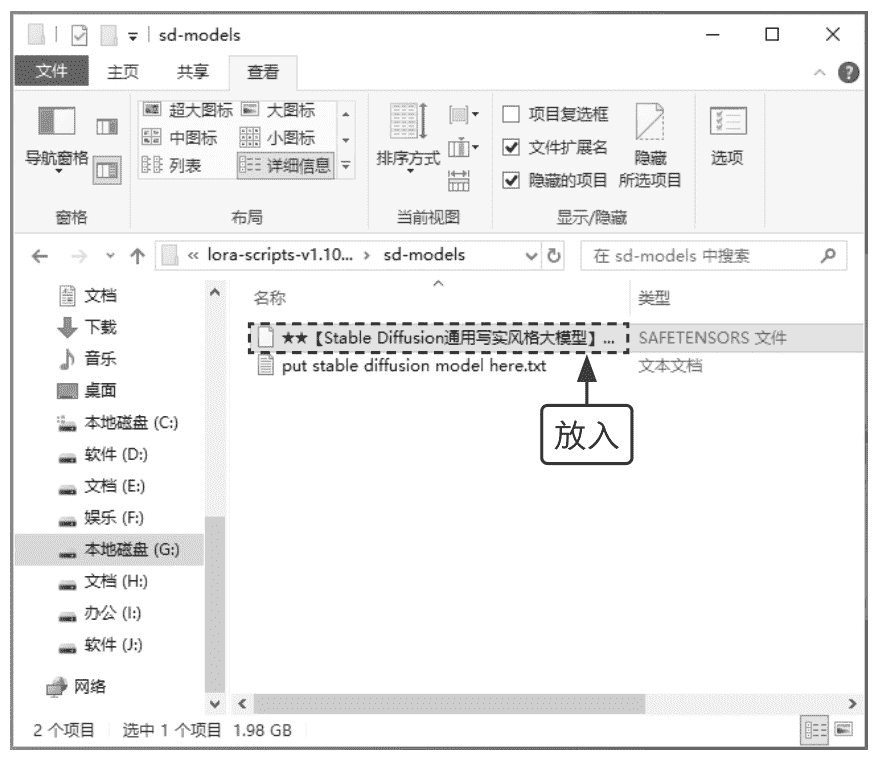 sd-models
文件 主页 共享 查看
超大图标 大图标
中图标 小图标
列表 详细信息
导航窗格
排序方式
项目复选框
文件扩展名
隐藏的项目
隐藏
所选项目
选项
窗格 布局 当前视图 显示/隐藏
« lora-scripts-v1.10... › sd-models
在 sd-models 中搜索
名称 类型
★★【Stable Diffusion通用写实风格大模型】... SAFETENSORS 文件
put stable diffusion model here.txt 文本文档
放入
文档
下载
音乐
桌面
本地磁盘 (C:)
软件 (D:)
文档 (E:)
娱乐 (F:)
本地磁盘 (G:)
文档 (H:)
办公 (I:)
软件 (J:)
网络
2 个项目 选中 1 个项目 1.98 GB